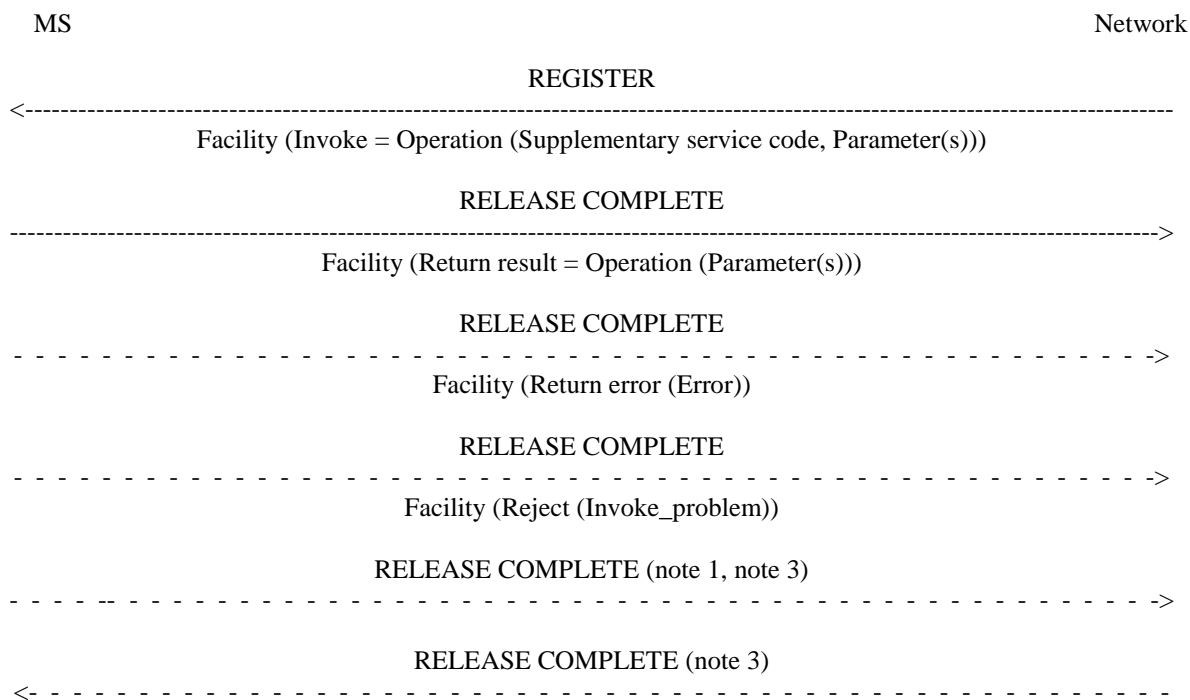 MS Network
REGISTER
Facility (Invoke = Operation (Supplementary service code, Parameter(s)))
RELEASE COMPLETE
Facility (Return result = Operation (Parameter(s)))
RELEASE COMPLETE
Facility (Return error (Error))
RELEASE COMPLETE
Facility (Reject (Invoke_problem))
RELEASE COMPLETE (note 1, note 3)
RELEASE COMPLETE (note 3)